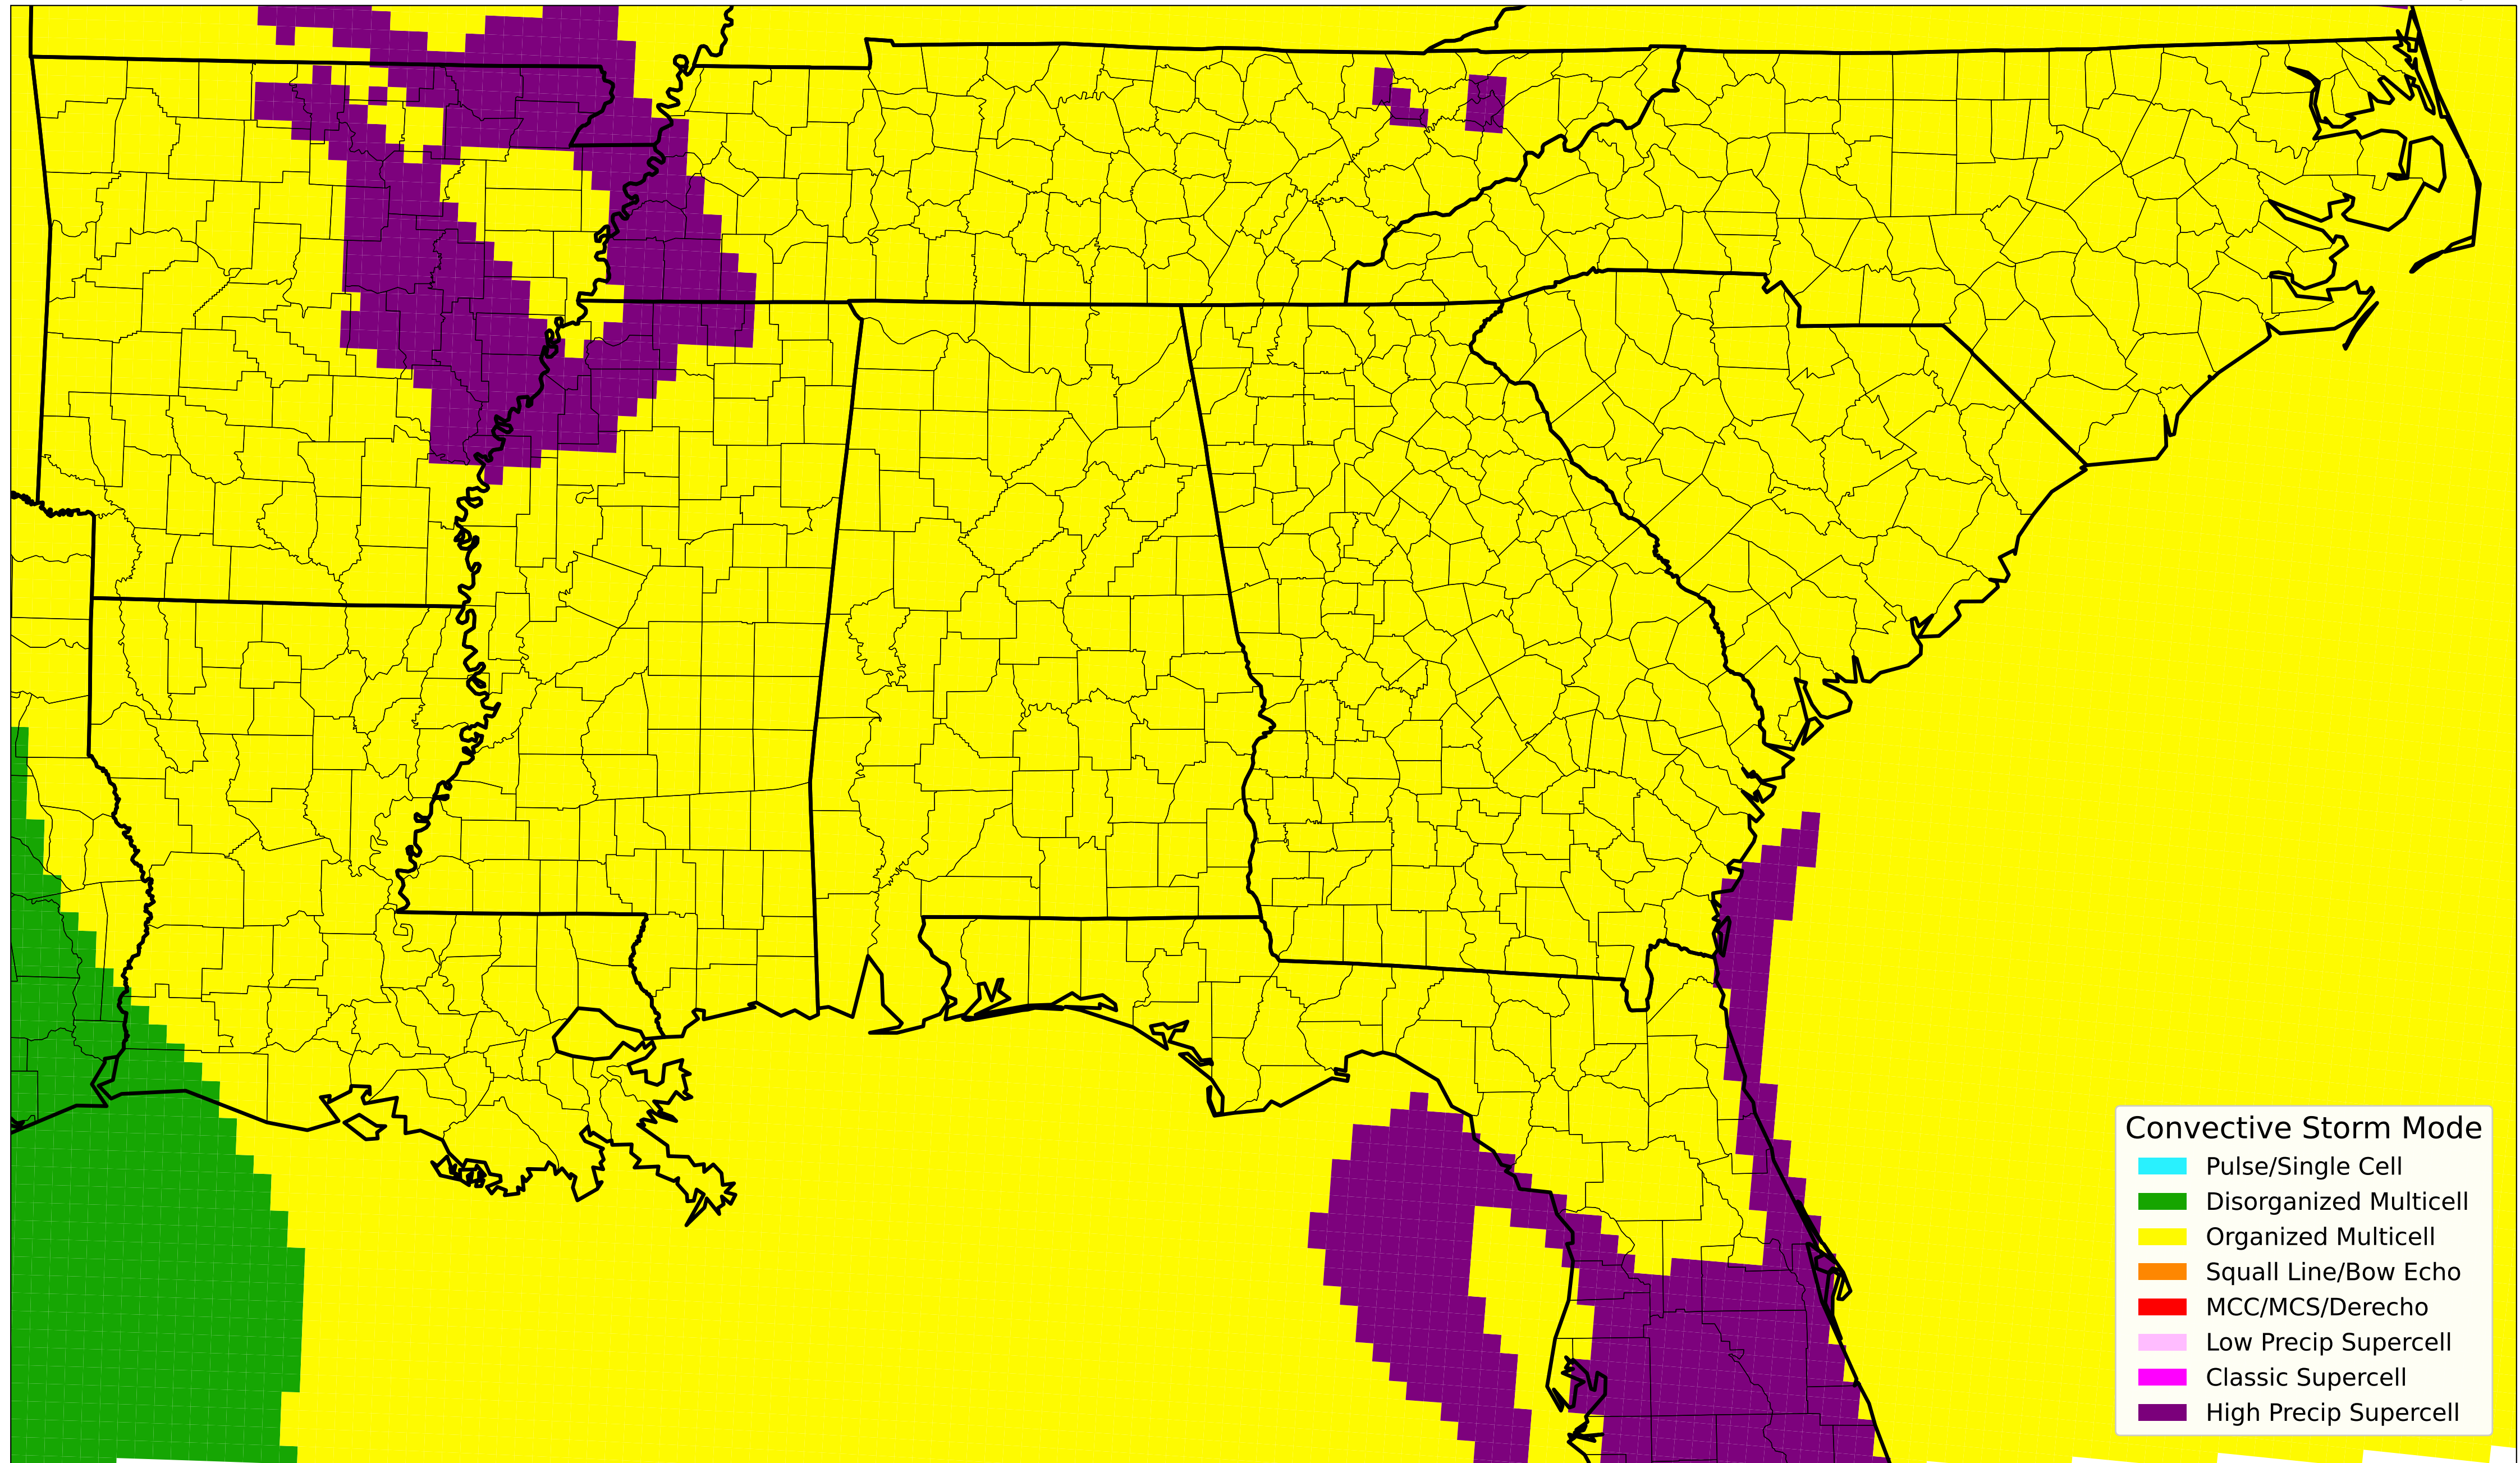 Convective Storm Mode
Pulse/Single Cell
Disorganized Multicell
Organized Multicell
Squall Line/Bow Echo
MCC/MCS/Derecho
Low Precip Supercell
Classic Supercell
High Precip Supercell